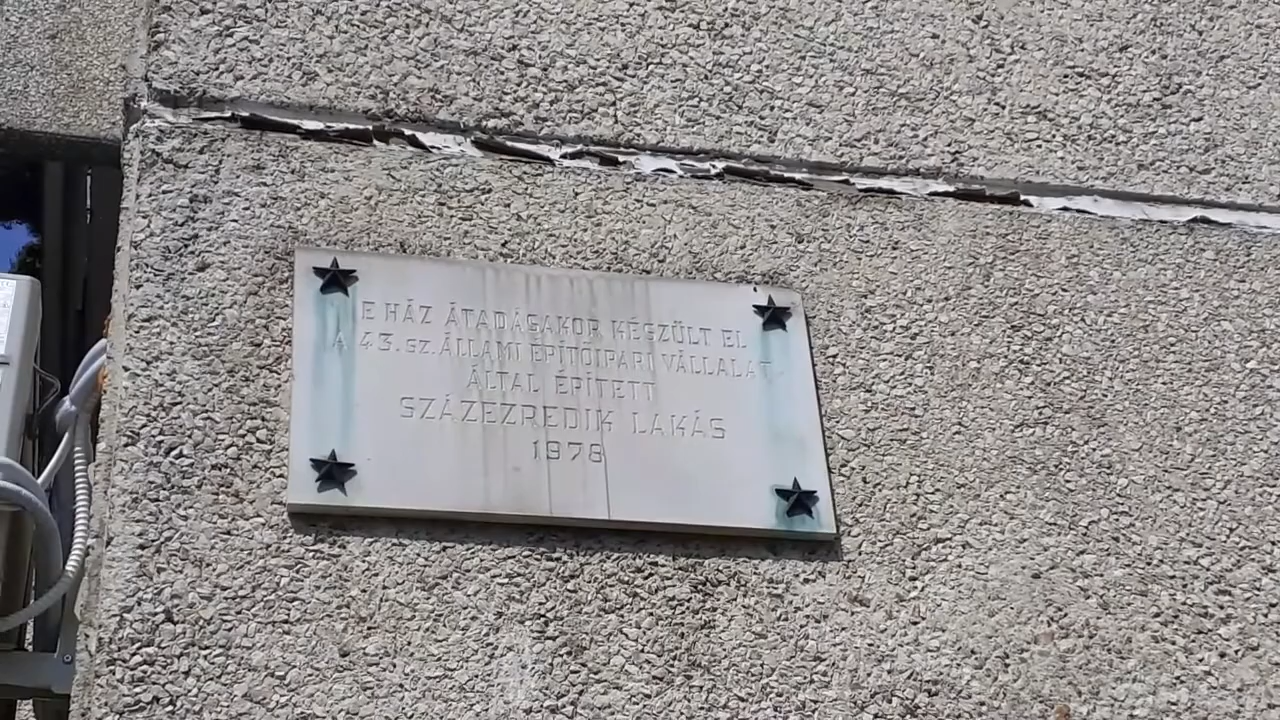 E HÁZ ÁTADÁSAKOR KÉSZÜLT EL
A 43. sz. ÁLLAMI ÉPÍTŐIPARI VÁLLALAT
ÁLTAL ÉPÍTETT
SZÁZEZREDIK LAKÁS
1978